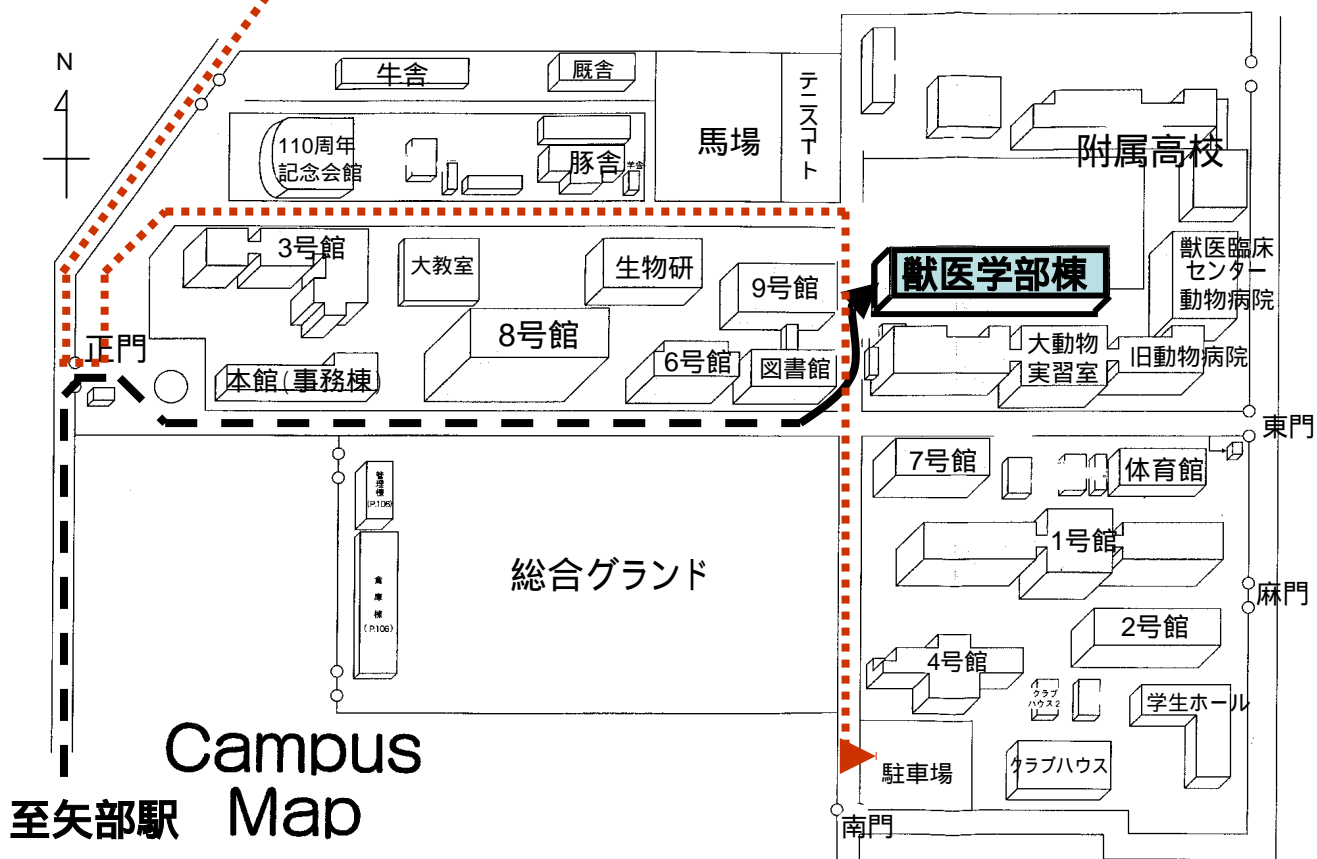 N
牛舎
厩舎
テニスコート
110周年
記念会館
豚舎
羊舎
馬場
附属高校
3号館
大教室
生物研
9号館
獣医学部棟
獣医臨床
センター
動物病院
正門
8号館
6号館
図書館
大動物
実習室
旧動物病院
本館(事務棟)
東門
7号館
体育館
管理棟
(P.106)
総合グランド
1号館
倉庫棟
(P.106)
麻門
2号館
4号館
クラブ
ハウス2
学生ホール
Campus
Map
駐車場
クラブハウス
至矢部駅
南門